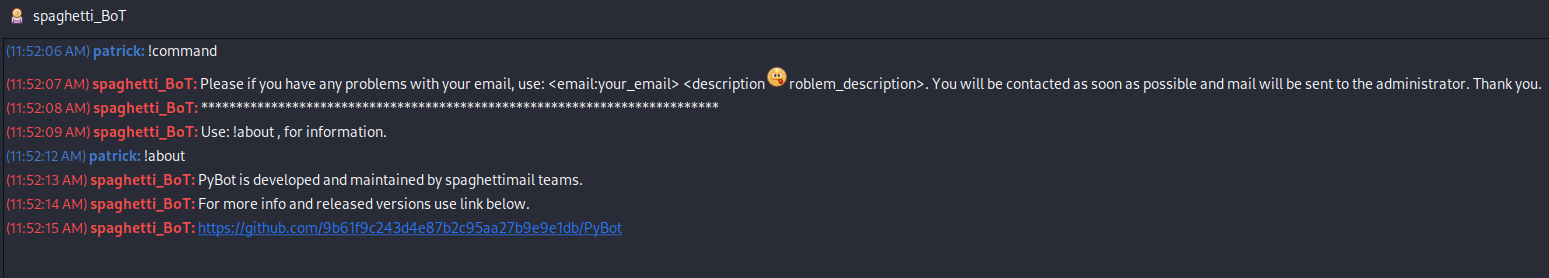 spaghetti_BoT
(11:52:06 AM) patrick: !command
(11:52:07 AM) spaghetti_BoT: Please if you have any problems with your email, use: <email:your_email> <description roblem_description>. You will be contacted as soon as possible and mail will be sent to the administrator. Thank you.
(11:52:08 AM) spaghetti_BoT: **************************************************************************
(11:52:09 AM) spaghetti_BoT: Use: !about , for information.
(11:52:12 AM) patrick: !about
(11:52:13 AM) spaghetti_BoT: PyBot is developed and maintained by spaghettimail teams.
(11:52:14 AM) spaghetti_BoT: For more info and released versions use link below.
(11:52:15 AM) spaghetti_BoT: https://github.com/9b61f9c243d4e87b2c95aa27b9e9e1db/PyBot